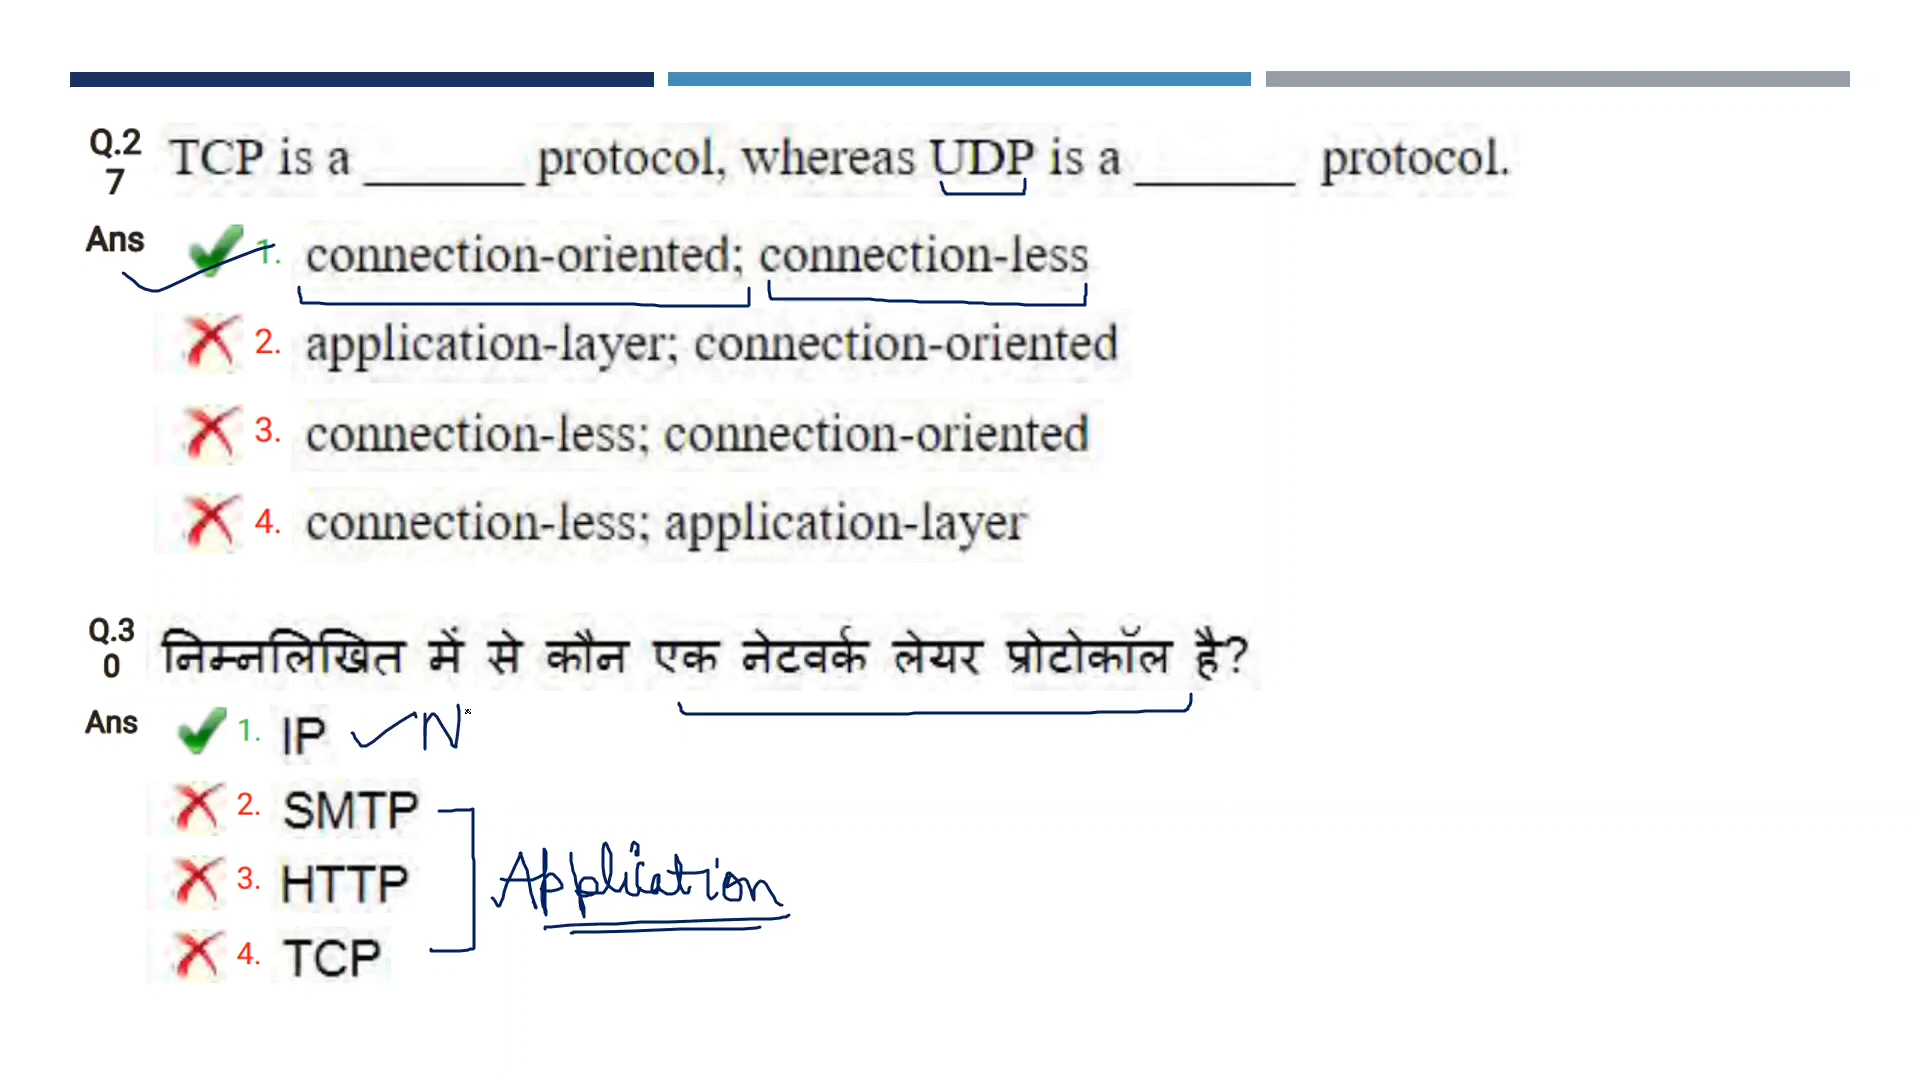 Q.27 TCP is a ______ protocol, whereas UDP is a ______ protocol.
Ans 1. connection-oriented; connection-less
2. application-layer; connection-oriented
3. connection-less; connection-oriented
4. connection-less; application-layer
Q.30 निम्नलिखित में से कौन एक नेटवर्क लेयर प्रोटोकॉल है?
Ans 1. IP N
2. SMTP
3. HTTP
Application
4. TCP